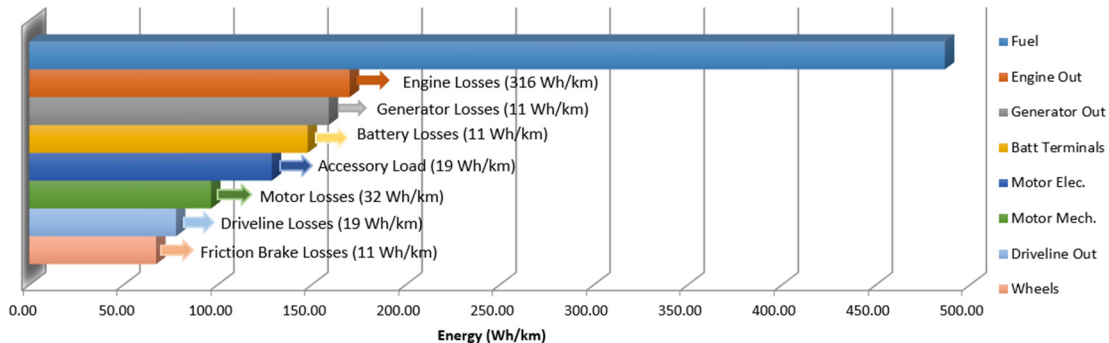 Engine Losses (316 Wh/km)
Generator Losses (11 Wh/km)
Battery Losses (11 Wh/km)
Accessory Load (19 Wh/km)
Motor Losses (32 Wh/km)
Driveline Losses (19 Wh/km)
Friction Brake Losses (11 Wh/km)
0.00 50.00 100.00 150.00 200.00 250.00 300.00 350.00 400.00 450.00 500.00
Energy (Wh/km)
Fuel
Engine Out
Generator Out
Batt Terminals
Motor Elec.
Motor Mech.
Driveline Out
Wheels